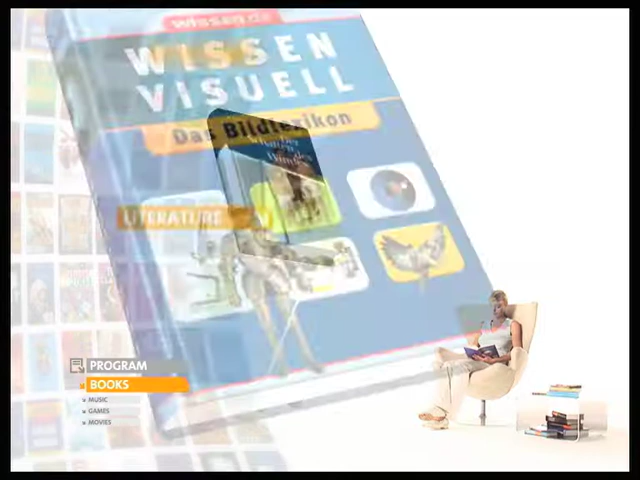 wissen.de
WISSEN
VISUELL
Das Bildlexikon
LITERATURE
PROGRAM
BOOKS
MUSIC
GAMES
MOVIES